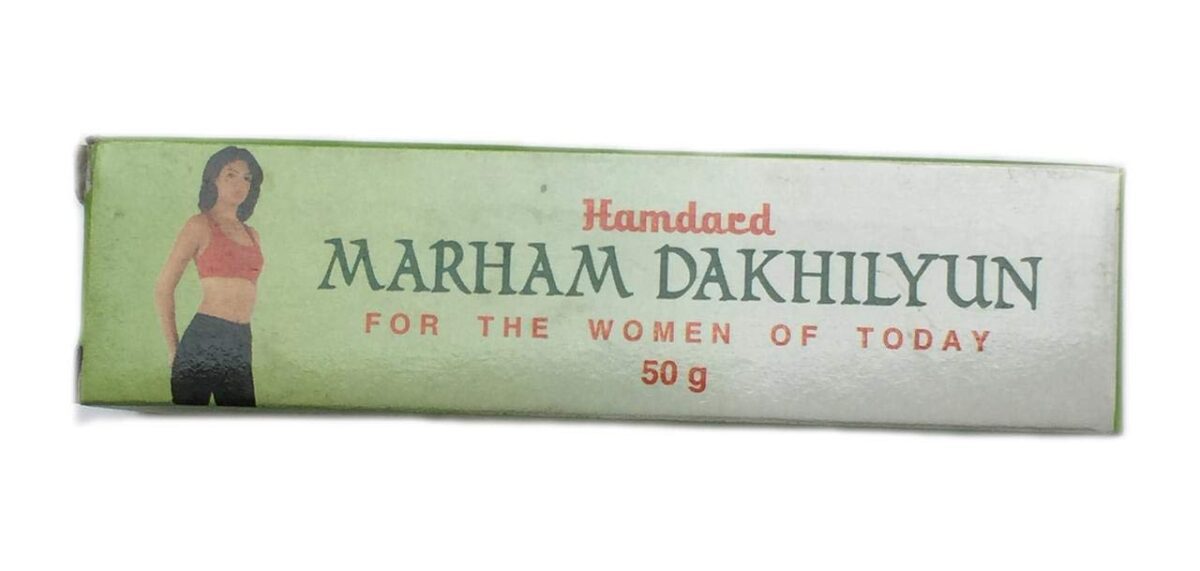 Hamdard
MARHAM DAKHILYUN
FOR THE WOMEN OF TODAY
50 g